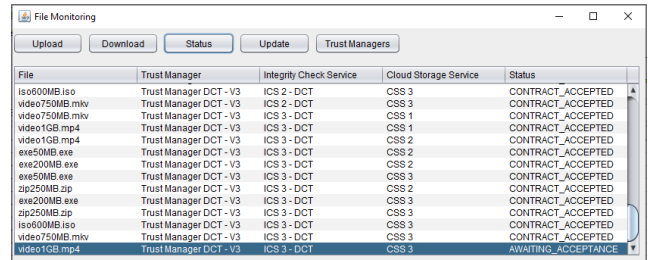 File Monitoring
Upload Download Status Update Trust Managers
File Trust Manager Integrity Check Service Cloud Storage Service Status
iso600MB.iso Trust Manager DCT - V3 ICS 2 - DCT CSS 3 CONTRACT_ACCEPTED
video750MB.mkv Trust Manager DCT - V3 ICS 2 - DCT CSS 3 CONTRACT_ACCEPTED
video750MB.mkv Trust Manager DCT - V3 ICS 3 - DCT CSS 1 CONTRACT_ACCEPTED
video1GB.mp4 Trust Manager DCT - V3 ICS 3 - DCT CSS 1 CONTRACT_ACCEPTED
video1GB.mp4 Trust Manager DCT - V3 ICS 3 - DCT CSS 2 CONTRACT_ACCEPTED
exe50MB.exe Trust Manager DCT - V3 ICS 3 - DCT CSS 2 CONTRACT_ACCEPTED
exe200MB.exe Trust Manager DCT - V3 ICS 3 - DCT CSS 2 CONTRACT_ACCEPTED
exe50MB.exe Trust Manager DCT - V3 ICS 3 - DCT CSS 3 CONTRACT_ACCEPTED
zip250MB.zip Trust Manager DCT - V3 ICS 3 - DCT CSS 2 CONTRACT_ACCEPTED
exe200MB.exe Trust Manager DCT - V3 ICS 3 - DCT CSS 3 CONTRACT_ACCEPTED
zip250MB.zip Trust Manager DCT - V3 ICS 3 - DCT CSS 3 CONTRACT_ACCEPTED
iso600MB.iso Trust Manager DCT - V3 ICS 3 - DCT CSS 3 CONTRACT_ACCEPTED
video750MB.mkv Trust Manager DCT - V3 ICS 3 - DCT CSS 3 CONTRACT_ACCEPTED
video1GB.mp4 Trust Manager DCT - V3 ICS 3 - DCT CSS 3 AWAITING_ACCEPTANCE